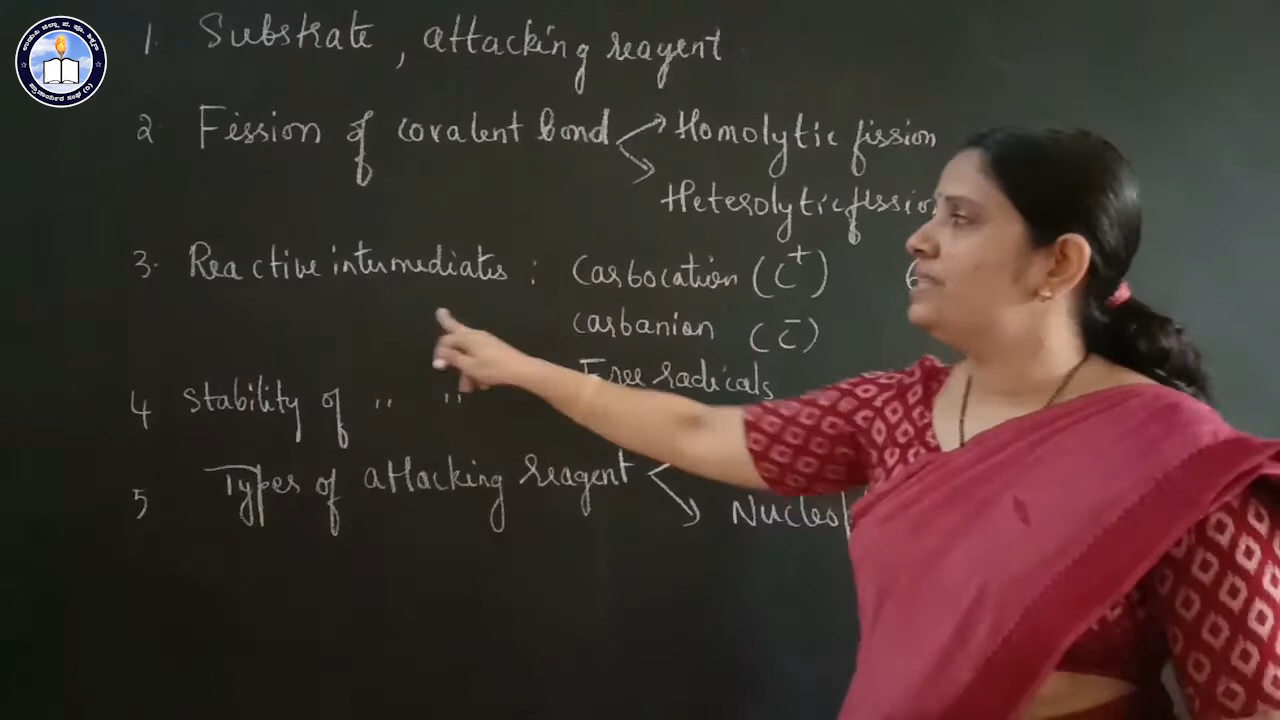 1. Substrate, attacking reagent
2. Fission of covalent bond → Homolytic fission
→ Heterolytic fission
3. Reactive intermediates : Carbocation (C⁺) (
Carbanion (C̄)
Free radicals
4 Stability of " "
5 Types of attacking reagent
→ Nucleop